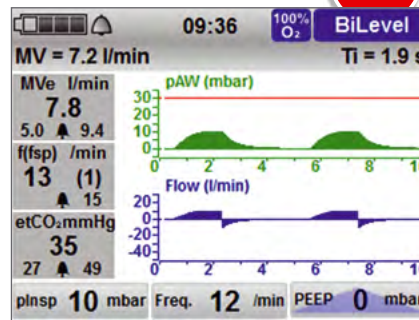 09:36 100% O₂ BiLevel
MV = 7.2 l/min Ti = 1.9 s
MVe l/min
7.8
5.0 9.4
f(fsp) /min
13 (1)
15
etCO₂mmHg
35
27 49
pAW (mbar)
30
20
10
0
0 2 4 6 8 10
Flow (l/min)
20
0
-20
-40
0 2 4 6 8
pInsp 10 mbar Freq. 12 /min PEEP 0 mbar